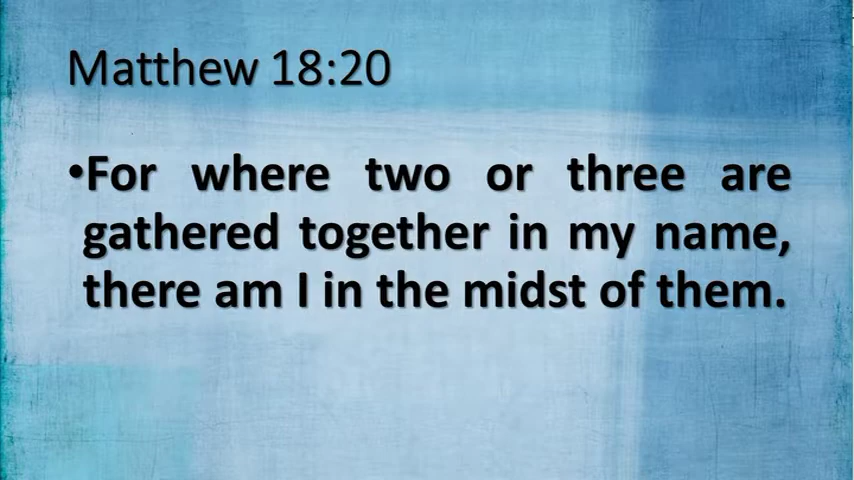 Matthew 18:20
•For where two or three are
gathered together in my name,
there am I in the midst of them.